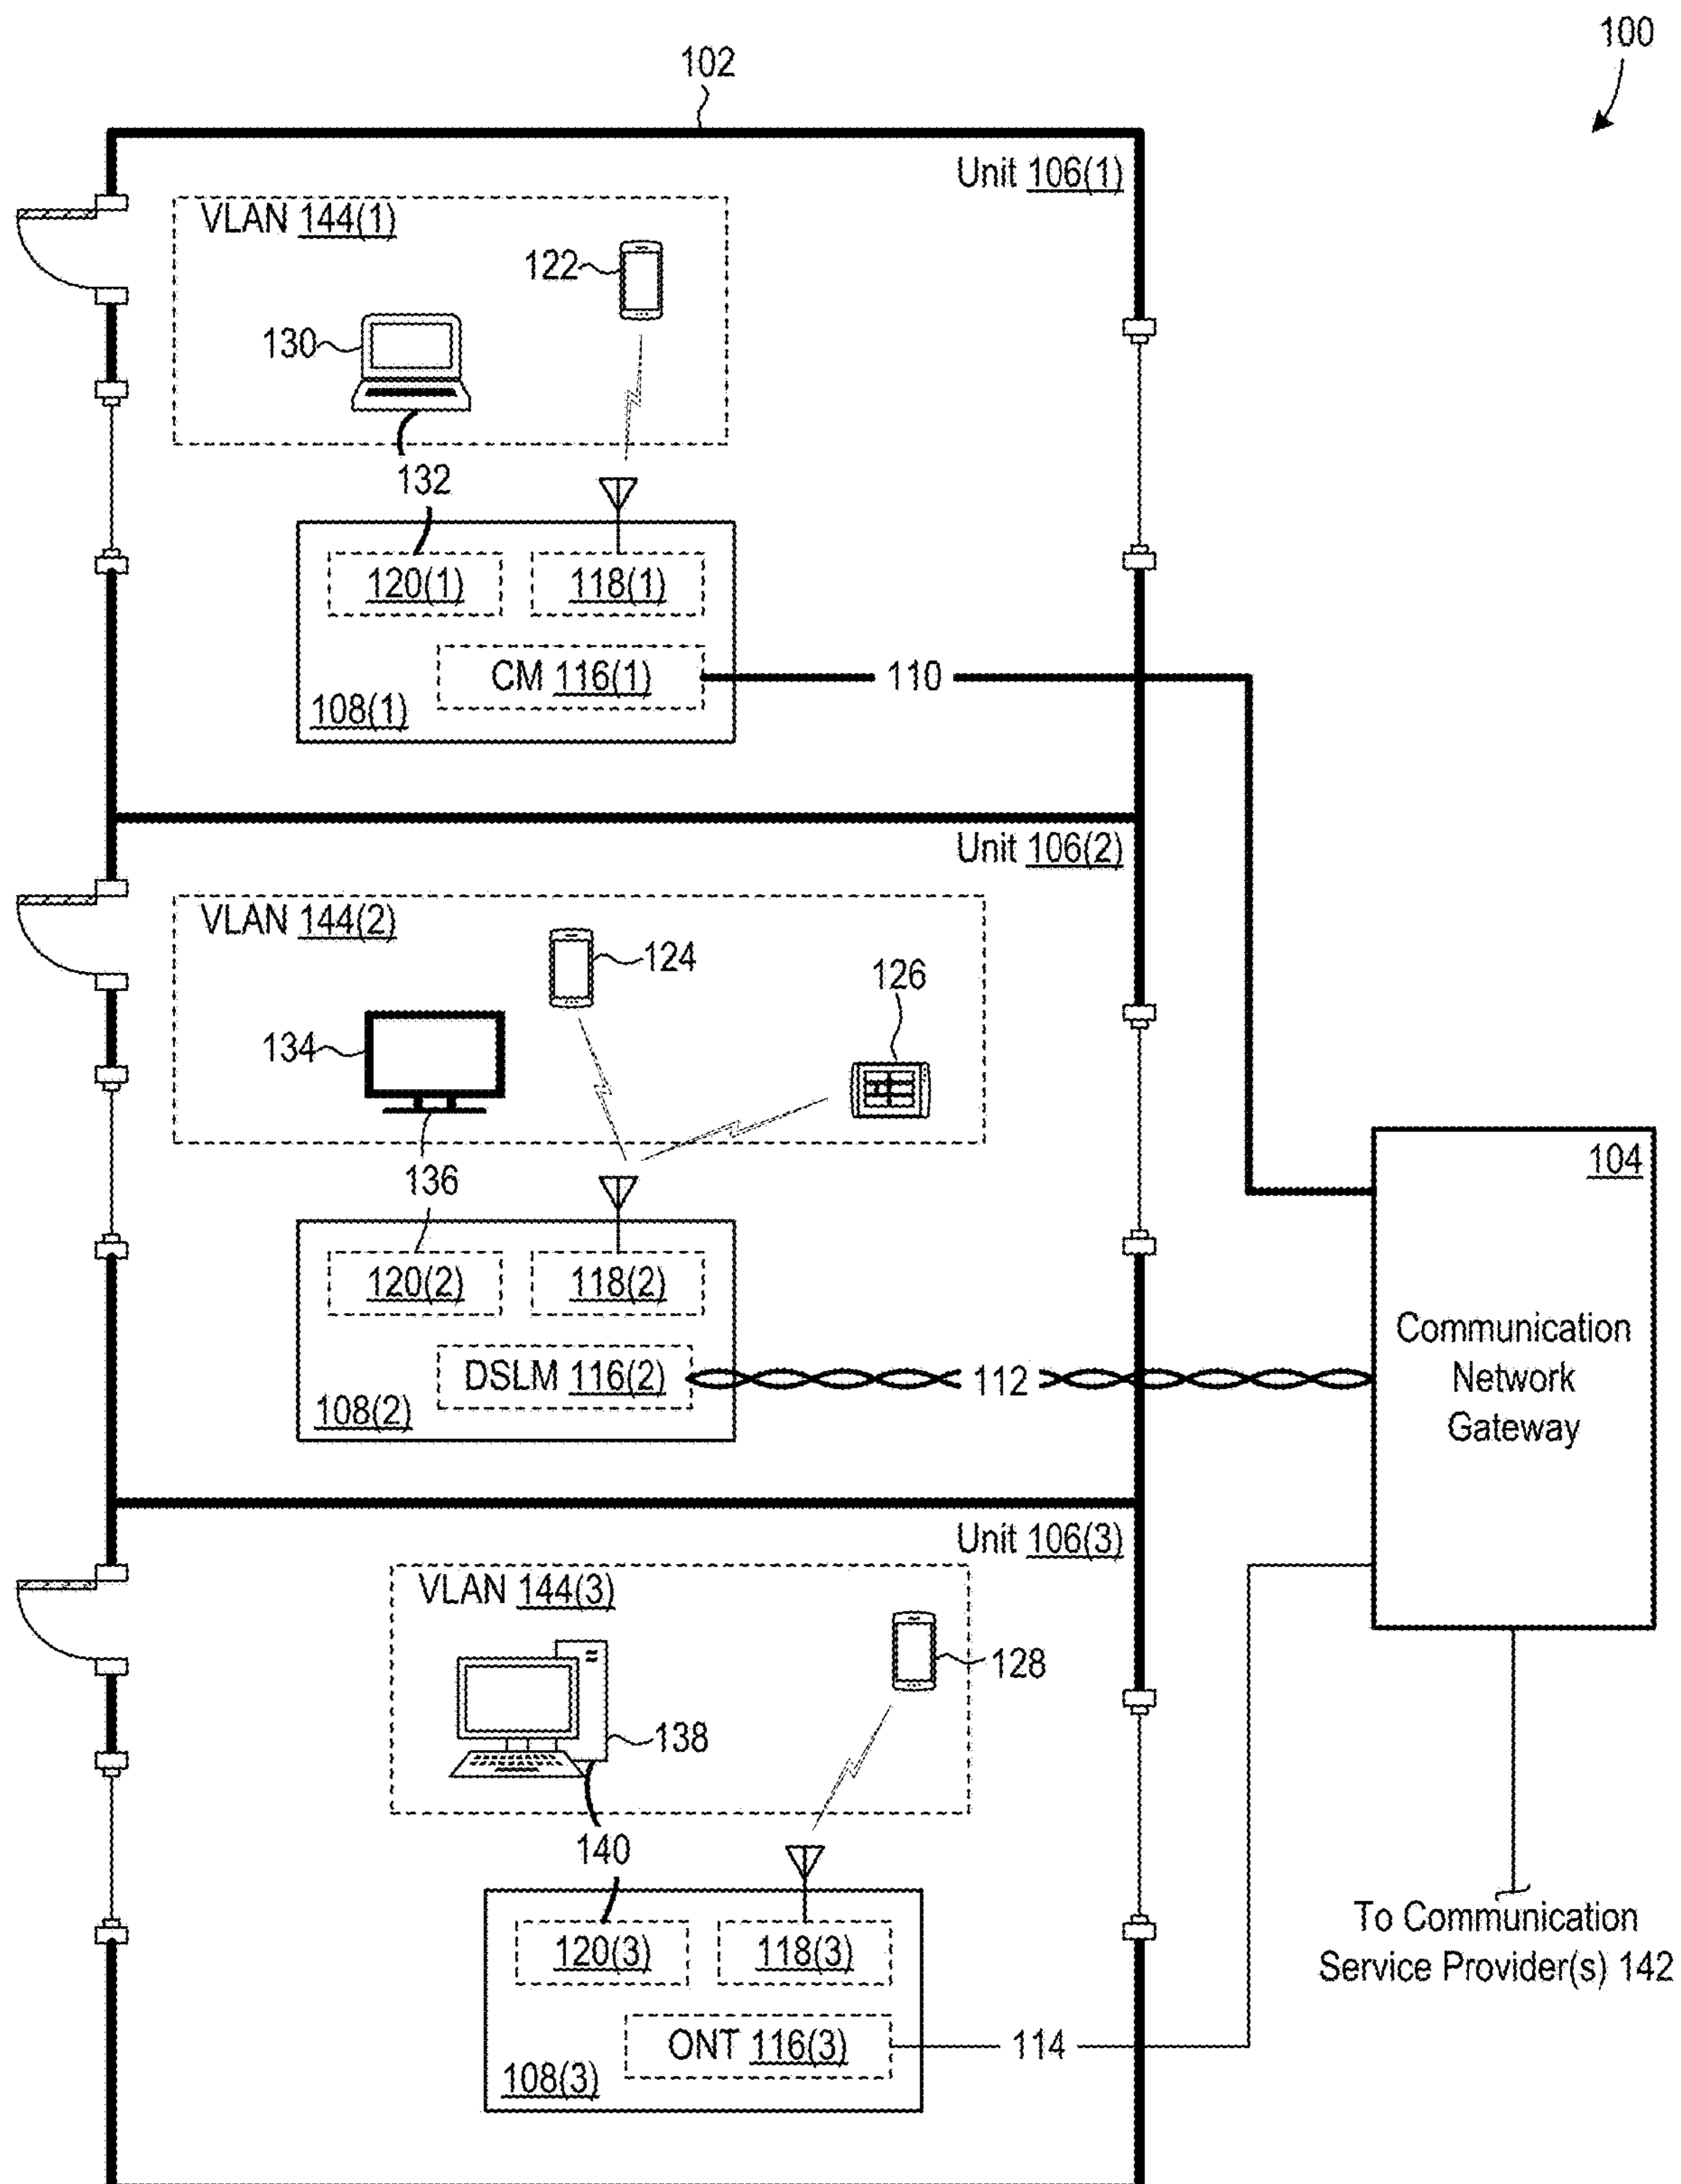 100
102
Unit 106(1)
VLAN 144(1)
122
130
132
120(1) 118(1)
CM 116(1)
110
108(1)
Unit 106(2)
VLAN 144(2)
124
126
134
136
104
120(2) 118(2)
Communication
Network
Gateway
DSLM 116(2)
112
108(2)
Unit 106(3)
VLAN 144(3)
128
138
140
To Communication
Service Provider(s) 142
120(3) 118(3)
ONT 116(3)
114
108(3)